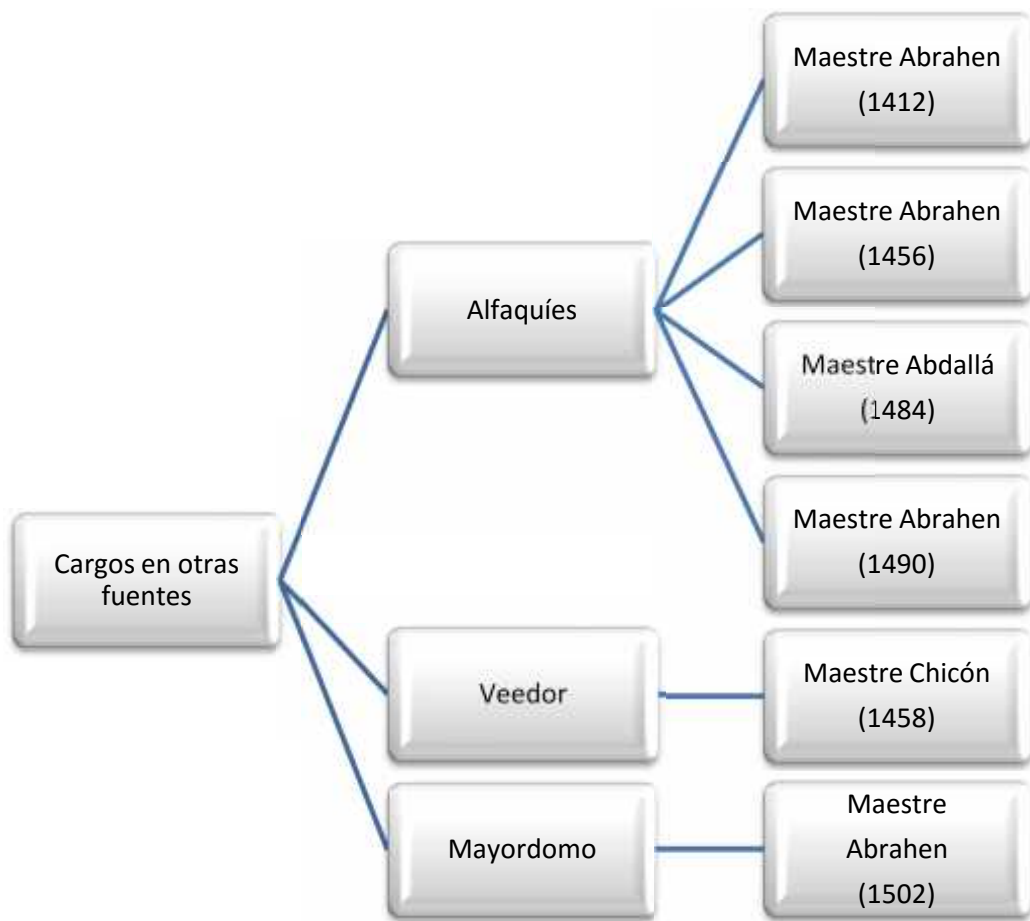 Cargos en otras
fuentes
Alfaquíes
Maestre Abrahen
(1412)
Maestre Abrahen
(1456)
Maestre Abdallá
(1484)
Maestre Abrahen
(1490)
Veedor
Maestre Chicón
(1458)
Mayordomo
Maestre
Abrahen
(1502)